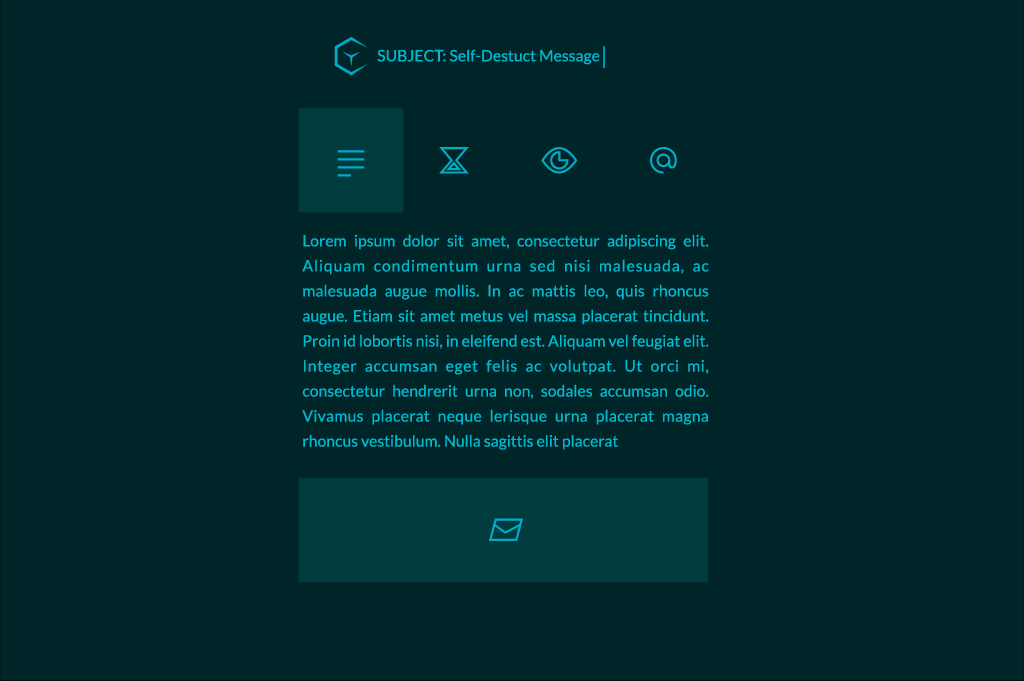 SUBJECT: Self-Destuct Message
Lorem ipsum dolor sit amet, consectetur adipiscing elit.
Aliquam condimentum urna sed nisi malesuada, ac
malesuada augue mollis. In ac mattis leo, quis rhoncus
augue. Etiam sit amet metus vel massa placerat tincidunt.
Proin id lobortis nisi, in eleifend est. Aliquam vel feugiat elit.
Integer accumsan eget felis ac volutpat. Ut orci mi,
consectetur hendrerit urna non, sodales accumsan odio.
Vivamus placerat neque lerisque urna placerat magna
rhoncus vestibulum. Nulla sagittis elit placerat